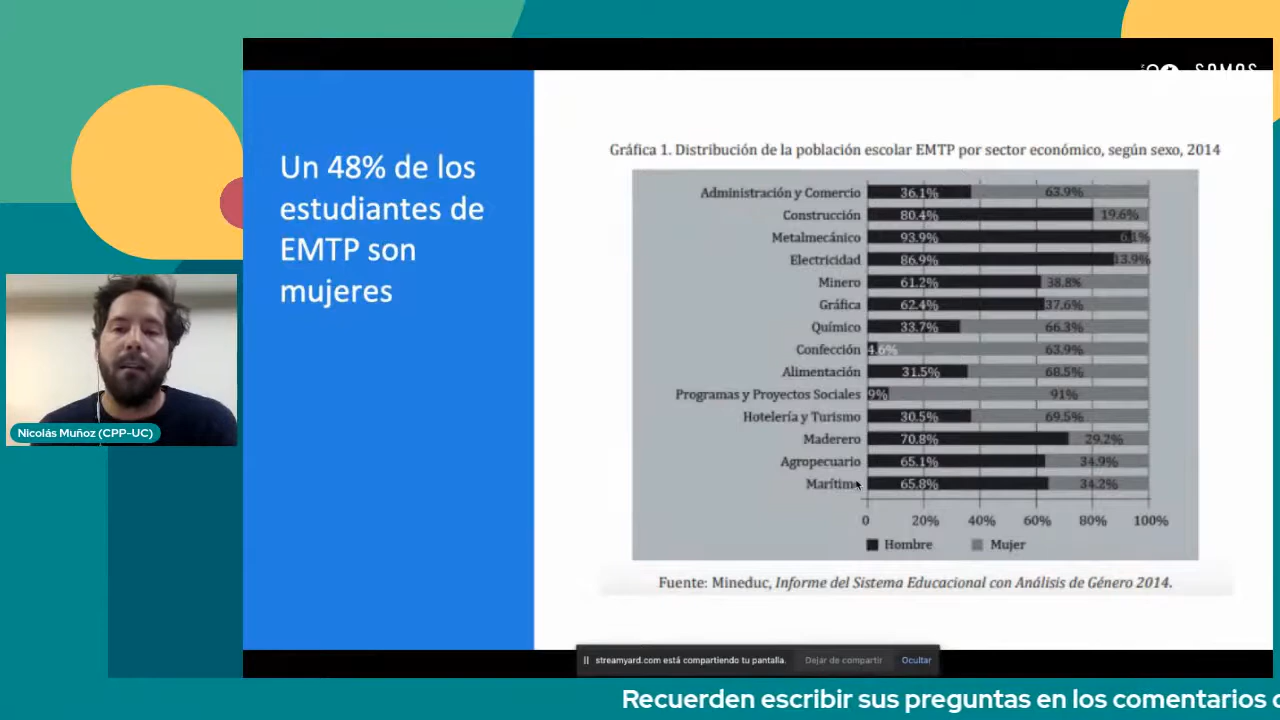 SOMOS
Un 48% de los
estudiantes de
EMTP son
mujeres
Gráfica 1. Distribución de la población escolar EMTP por sector económico, según sexo, 2014
Administración y Comercio 36.1% 63.9%
Construcción 80.4% 19.6%
Metalmecánico 93.9% 6.1%
Electricidad 86.9% 13.9%
Minero 61.2% 38.8%
Gráfica 62.4% 37.6%
Químico 33.7% 66.3%
Confección 4.6% 63.9%
Alimentación 31.5% 68.5%
Programas y Proyectos Sociales 9% 91%
Hotelería y Turismo 30.5% 69.5%
Maderero 70.8% 29.2%
Agropecuario 65.1% 34.9%
Marítimo 65.8% 34.2%
0 20% 40% 60% 80% 100%
Hombre Mujer
Fuente: Mineduc, Informe del Sistema Educacional con Análisis de Género 2014.
Nicolás Muñoz (CPP-UC)
streamyard.com está compartiendo tu pantalla. Dejar de compartir Ocultar
Recuerden escribir sus preguntas en los comentarios